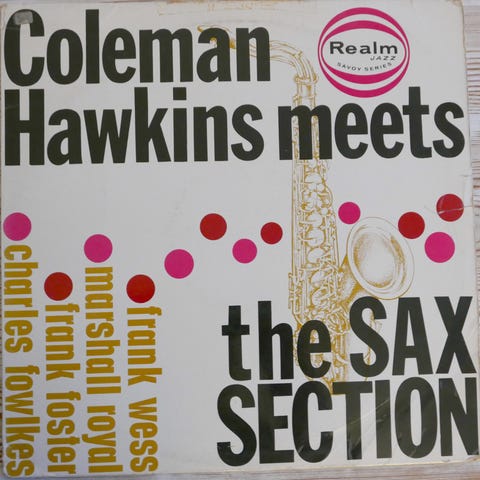 Coleman
Hawkins meets
Realm
JAZZ
SAVOY SERIES
the SAX
SECTION
frank wess
marshall royal
frank foster
charles fowlkes